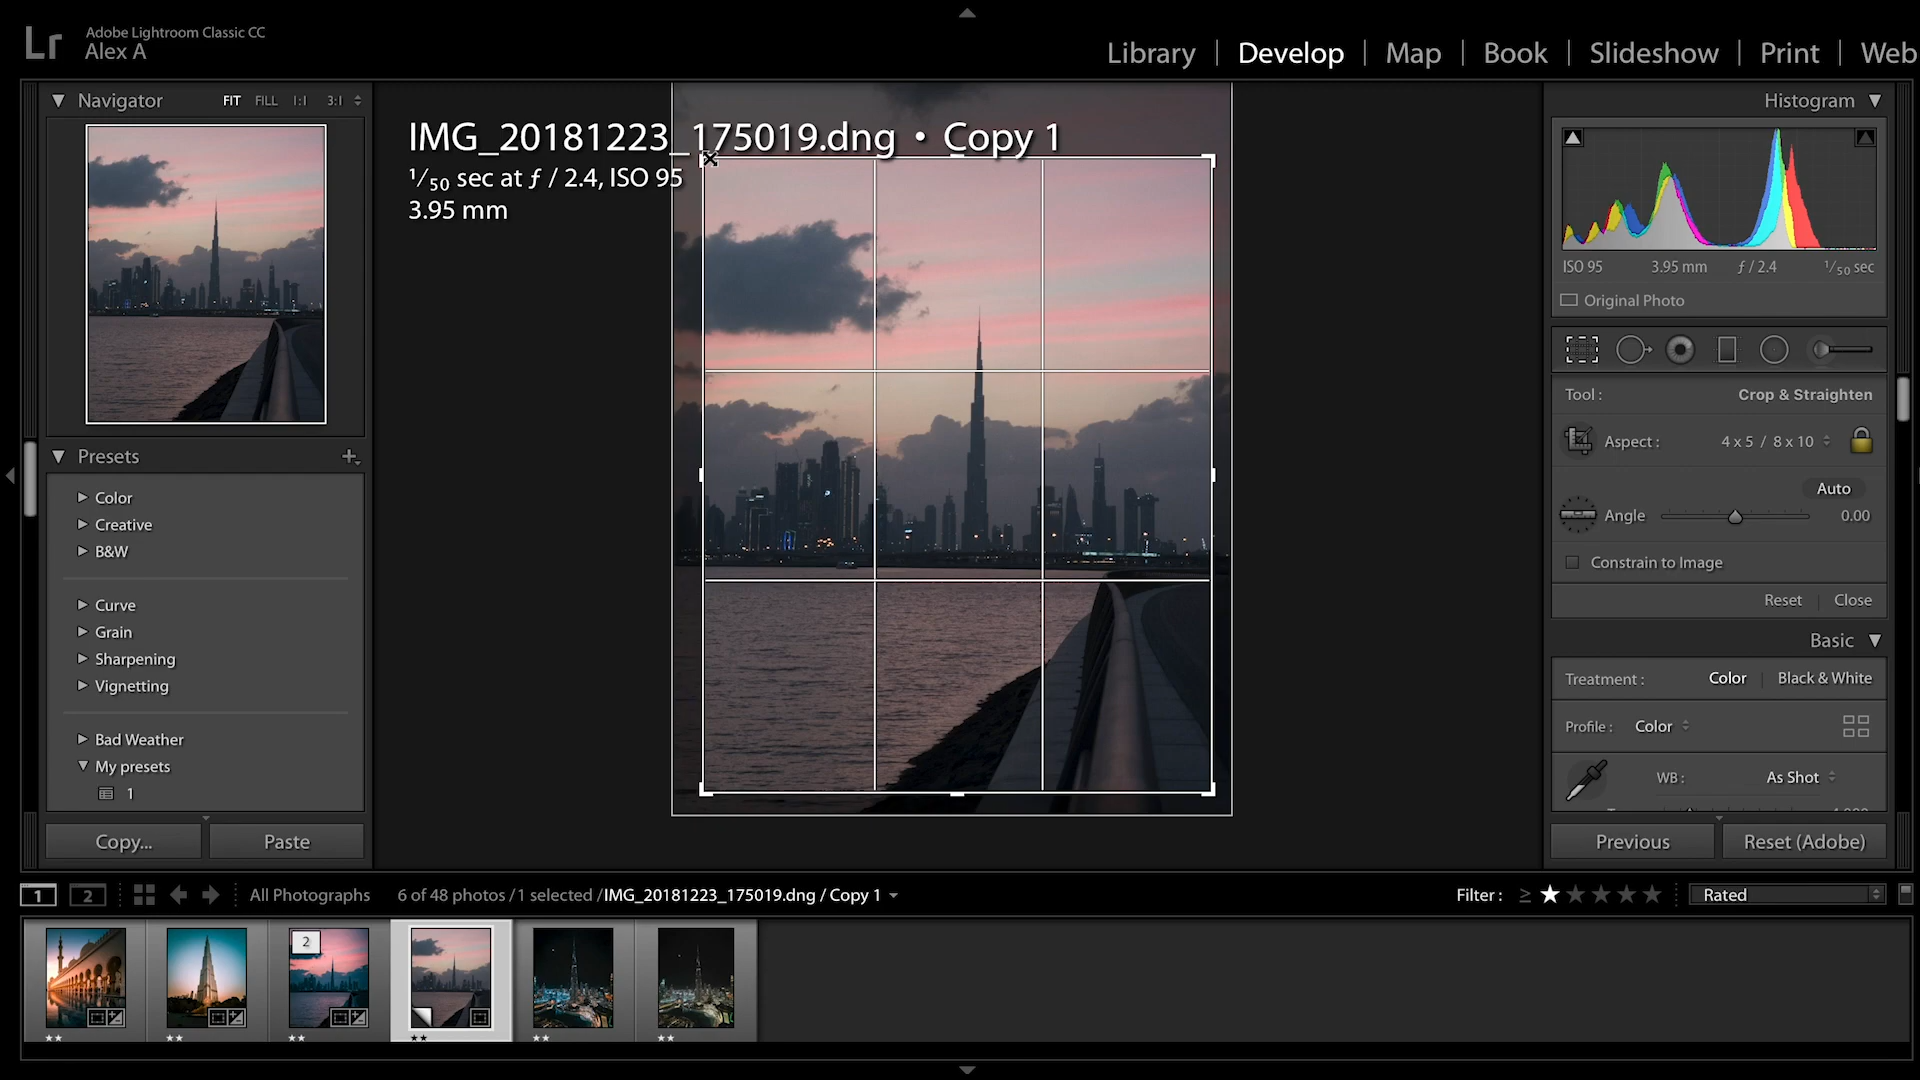 Lr
Adobe Lightroom Classic CC
Alex A
Library | Develop | Map | Book | Slideshow | Print | Web
Navigator FIT FILL 1:1 3:1
IMG_20181223_175019.dng • Copy 1
1/50 sec at ƒ / 2.4, ISO 95
3.95 mm
Histogram
ISO 95 3.95 mm ƒ / 2.4 1/50 sec
Original Photo
Tool : Crop & Straighten
Aspect : 4 x 5 / 8 x 10
Auto
Angle 0.00
Constrain to Image
Reset | Close
Basic
Treatment : Color | Black & White
Profile : Color
WB : As Shot
Presets
Color
Creative
B&W
Curve
Grain
Sharpening
Vignetting
Bad Weather
My presets
1
Copy... Paste
Previous Reset (Adobe)
1 2 All Photographs 6 of 48 photos / 1 selected / IMG_20181223_175019.dng / Copy 1
Filter : ≥ Rated
2